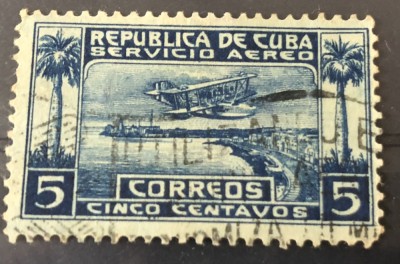 REPUBLICA DE CUBA
SERVICIO AEREO
5 CORREOS 5
CINCO CENTAVOS